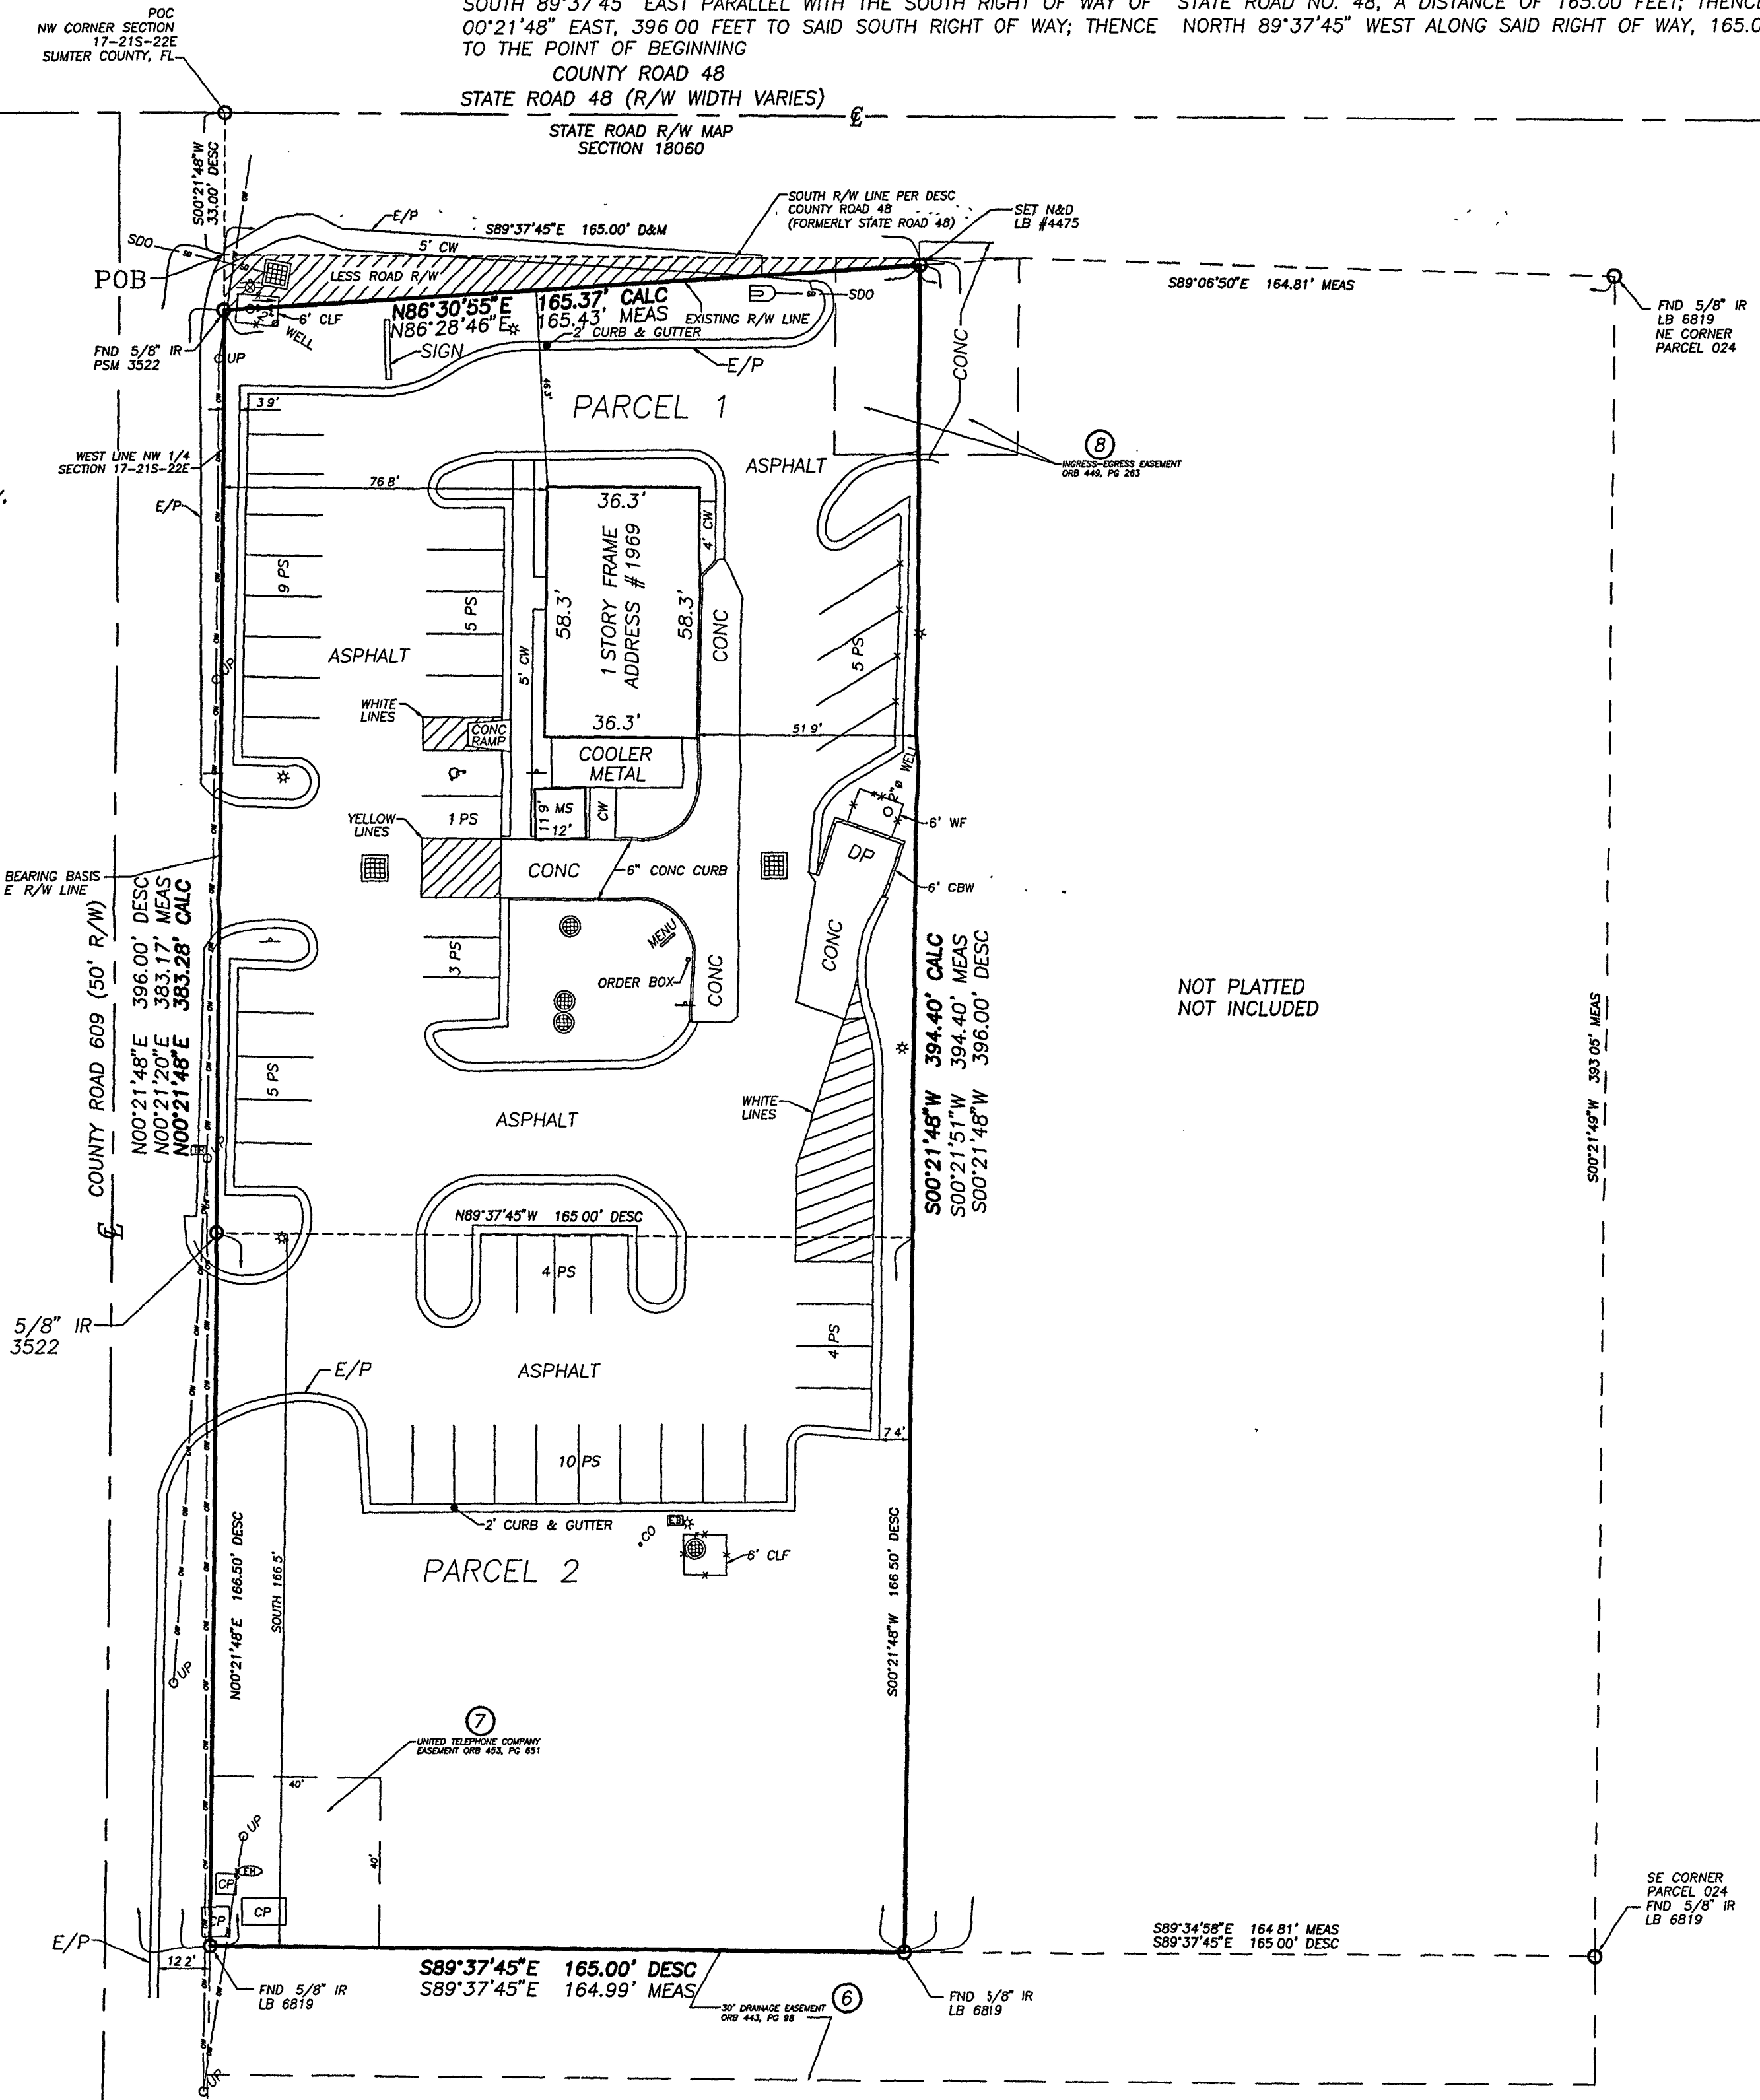 SOUTH 89°37'45" EAST PARALLEL WITH THE SOUTH RIGHT OF WAY OF STATE ROAD NO. 48, A DISTANCE OF 165.00 FEET; THENCE
00°21'48" EAST, 396 00 FEET TO SAID SOUTH RIGHT OF WAY; THENCE NORTH 89°37'45" WEST ALONG SAID RIGHT OF WAY, 165.0
TO THE POINT OF BEGINNING
POC
NW CORNER SECTION
17-21S-22E
SUMTER COUNTY, FL
COUNTY ROAD 48
STATE ROAD 48 (R/W WIDTH VARIES)
STATE ROAD R/W MAP
SECTION 18060
S00°21'48"W
33.00' DESC
SOUTH R/W LINE PER DESC
COUNTY ROAD 48
(FORMERLY STATE ROAD 48)
SET N&D
LB #4475
E/P
S89°37'45"E 165.00' D&M
SDO
5' CW
POB
LESS ROAD R/W
S89°06'50"E 164.81' MEAS
FND 5/8" IR
LB 6819
NE CORNER
PARCEL 024
SDO
N86°30'55"E 165.37' CALC
N86°28'46"E 165.43' MEAS
EXISTING R/W LINE
6' CLF
WELL
2' CURB & GUTTER
FND 5/8" IR
PSM 3522
UP
SIGN
E/P
CONC
46.3'
39'
PARCEL 1
WEST LINE NW 1/4
SECTION 17-21S-22E
ASPHALT
8
INGRESS-EGRESS EASEMENT
ORB 449, PG 263
768'
36.3'
E/P
4' CW
1 STORY FRAME
ADDRESS #1969
9 PS
5 PS
58.3'
58.3'
CONC
5 PS
ASPHALT
5' CW
UP
WHITE
LINES
CONC
RAMP
36.3'
519'
COOLER
METAL
WELL
2"ø
YELLOW
LINES
1 PS
11 9'
MS
12'
CW
6' WF
DP
CONC
6" CONC CURB
6' CBW
BEARING BASIS
E R/W LINE
COUNTY ROAD 609 (50' R/W)
N00°21'48"E 396.00' DESC
N00°21'20"E 383.17' MEAS
N00°21'48"E 383.28' CALC
3 PS
MENU
ORDER BOX
CONC
CONC
S00°21'48"W 394.40' CALC
S00°21'51"W 394.40' MEAS
S00°21'48"W 396.00' DESC
NOT PLATTED
NOT INCLUDED
S00°21'49"W 393 05' MEAS
5 PS
WHITE
LINES
ASPHALT
UP
N89°37'45"W 165 00' DESC
4 PS
5/8" IR
3522
4 PS
E/P
ASPHALT
10 PS
74'
2' CURB & GUTTER
CO
EB
6' CLF
PARCEL 2
N00°21'48"E 166.50' DESC
SOUTH 166 5'
S00°21'48"W 166 50' DESC
UP
7
UNITED TELEPHONE COMPANY
EASEMENT ORB 453, PG 651
40'
40'
UP
EM
CP
CP
CP
SE CORNER
PARCEL 024
FND 5/8" IR
LB 6819
E/P
S89°34'58"E 164 81' MEAS
S89°37'45"E 165 00' DESC
12 2'
S89°37'45"E 165.00' DESC
S89°37'45"E 164.99' MEAS
FND 5/8" IR
LB 6819
30' DRAINAGE EASEMENT
ORB 443, PG 98
6
FND 5/8" IR
LB 6819
UP